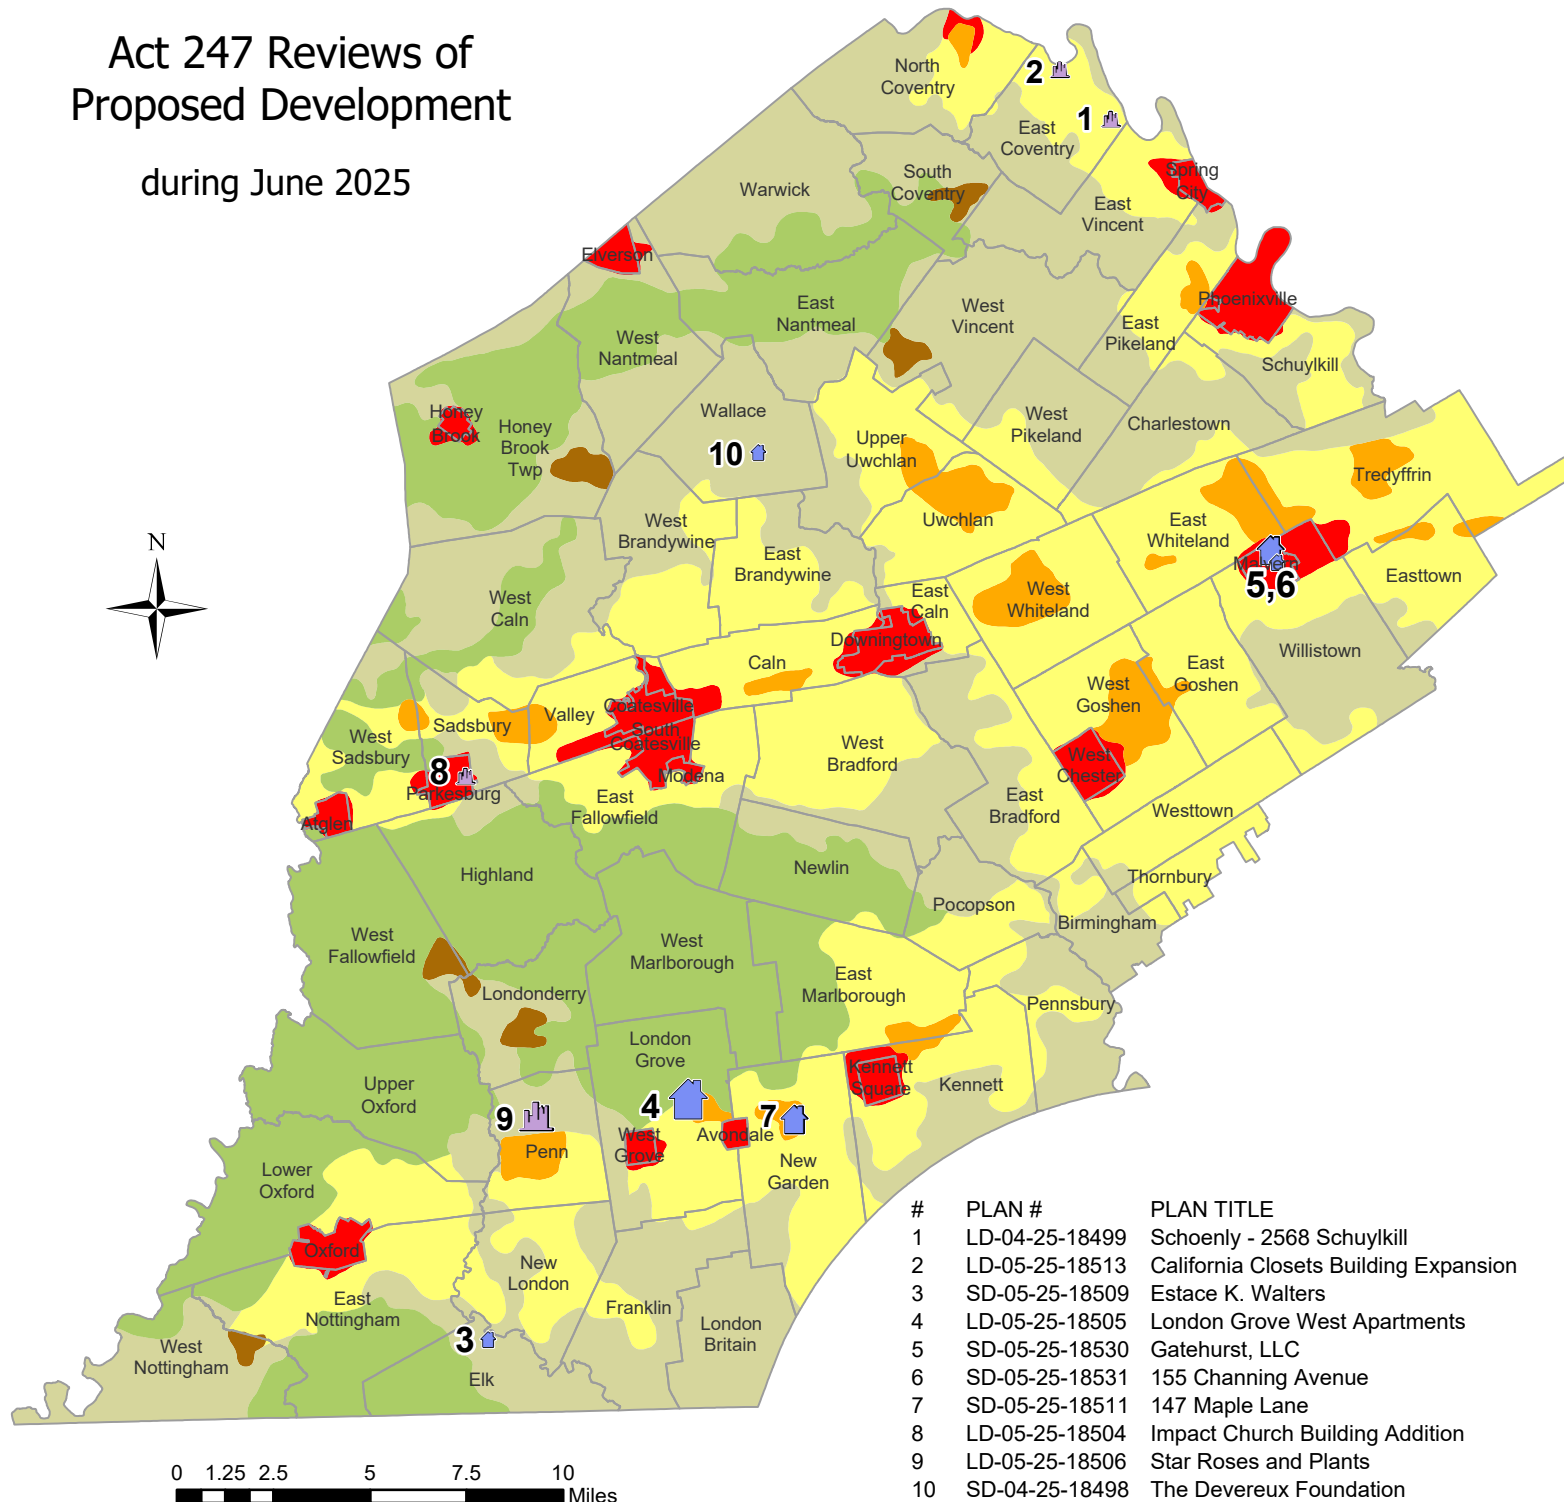 Act 247 Reviews of
Proposed Development
during June 2025
North
Coventry
2
1
East
Coventry
Spring
City
South
Coventry
Warwick
East
Vincent
Elverson
Phoenixville
East
Nantmeal
West
Vincent
West
Nantmeal
East
Pikeland
Schuylkill
Honey
Brook
Honey
Brook
Twp
Wallace
10
West
Pikeland
Charlestown
Upper
Uwchlan
Tredyffrin
Uwchlan
West
Brandywine
East
Whiteland
East
Brandywine
Malvern
5,6
Easttown
N
West
Caln
East
Caln
West
Whiteland
Downingtown
Willistown
Caln
East
Goshen
West
Goshen
Coatesville
Valley
Sadsbury
South
Coatesville
West
Sadsbury
West
Bradford
West
Chester
8
Modena
Parkesburg
East
Fallowfield
East
Bradford
Westtown
Atglen
Highland
Newlin
Thornbury
Pocopson
Birmingham
West
Fallowfield
West
Marlborough
East
Marlborough
Londonderry
Pennsbury
London
Grove
Kennett
Square
Kennett
Upper
Oxford
4
7
9
West
Grove
Avondale
Penn
New
Garden
Lower
Oxford
Oxford
New
London
East
Nottingham
Franklin
London
Britain
3
West
Nottingham
Elk
# PLAN # PLAN TITLE
1 LD-04-25-18499 Schoenly - 2568 Schuylkill
2 LD-05-25-18513 California Closets Building Expansion
3 SD-05-25-18509 Estace K. Walters
4 LD-05-25-18505 London Grove West Apartments
5 SD-05-25-18530 Gatehurst, LLC
6 SD-05-25-18531 155 Channing Avenue
7 SD-05-25-18511 147 Maple Lane
8 LD-05-25-18504 Impact Church Building Addition
9 LD-05-25-18506 Star Roses and Plants
10 SD-04-25-18498 The Devereux Foundation
0 1.25 2.5 5 7.5 10
Miles